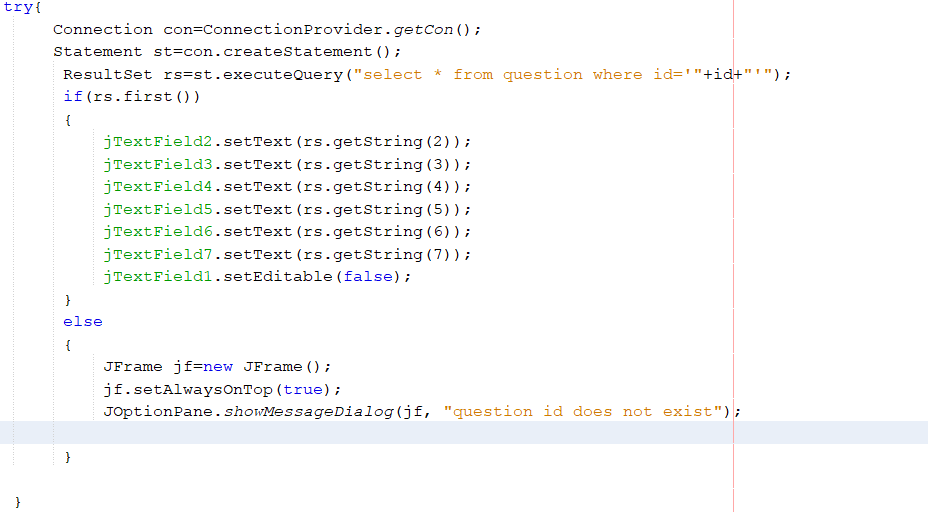 try{
Connection con=ConnectionProvider.getCon();
Statement st=con.createStatement();
ResultSet rs=st.executeQuery("select * from question where id='"+id+"'");
if(rs.first())
{
jTextField2.setText(rs.getString(2));
jTextField3.setText(rs.getString(3));
jTextField4.setText(rs.getString(4));
jTextField5.setText(rs.getString(5));
jTextField6.setText(rs.getString(6));
jTextField7.setText(rs.getString(7));
jTextField1.setEditable(false);
}
else
{
JFrame jf=new JFrame();
jf.setAlwaysOnTop(true);
JOptionPane.showMessageDialog(jf, "question id does not exist");
}
}